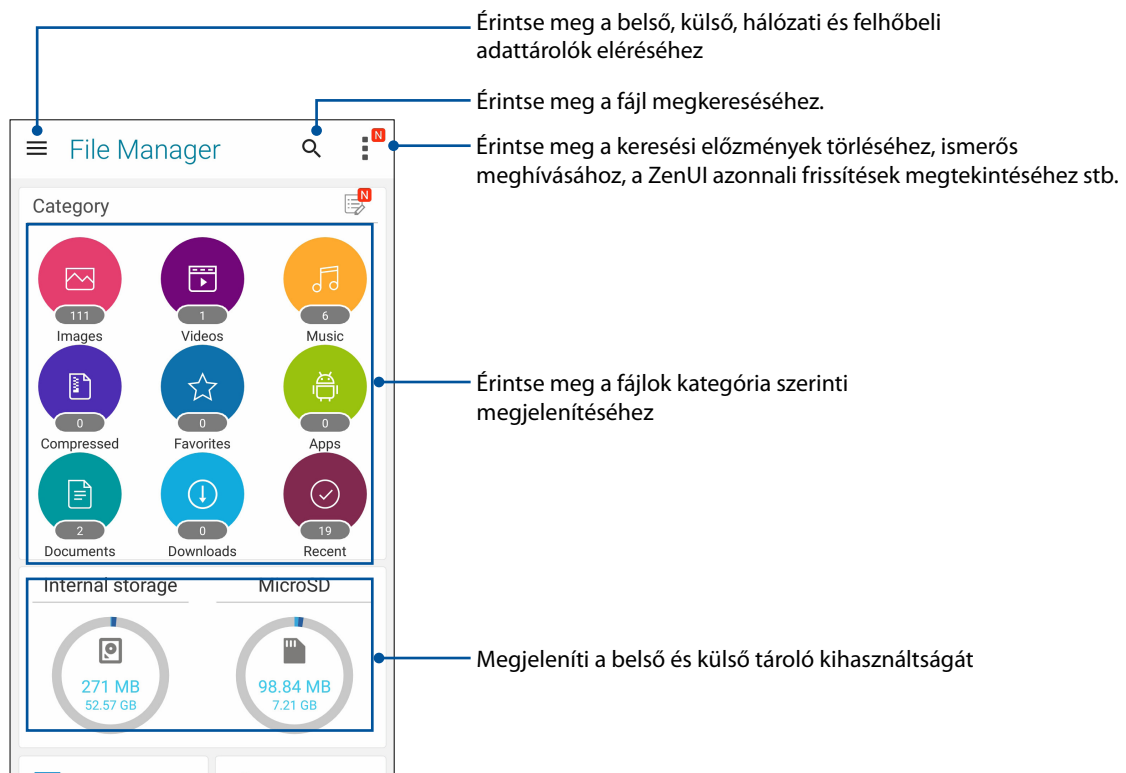 Érintse meg a belső, külső, hálózati és felhőbeli
adattárolók eléréséhez
Érintse meg a fájl megkereséséhez.
Érintse meg a keresési előzmények törléséhez, ismerős
meghívásához, a ZenUI azonnali frissítések megtekintéséhez stb.
File Manager
N
Category
N
111
1
6
Images
Videos
Music
0
0
0
Compressed
Favorites
Apps
2
0
19
Documents
Downloads
Recent
Érintse meg a fájlok kategória szerinti
megjelenítéséhez
Internal storage
MicroSD
271 MB
52.57 GB
98.84 MB
7.21 GB
Megjeleníti a belső és külső tároló kihasználtságát